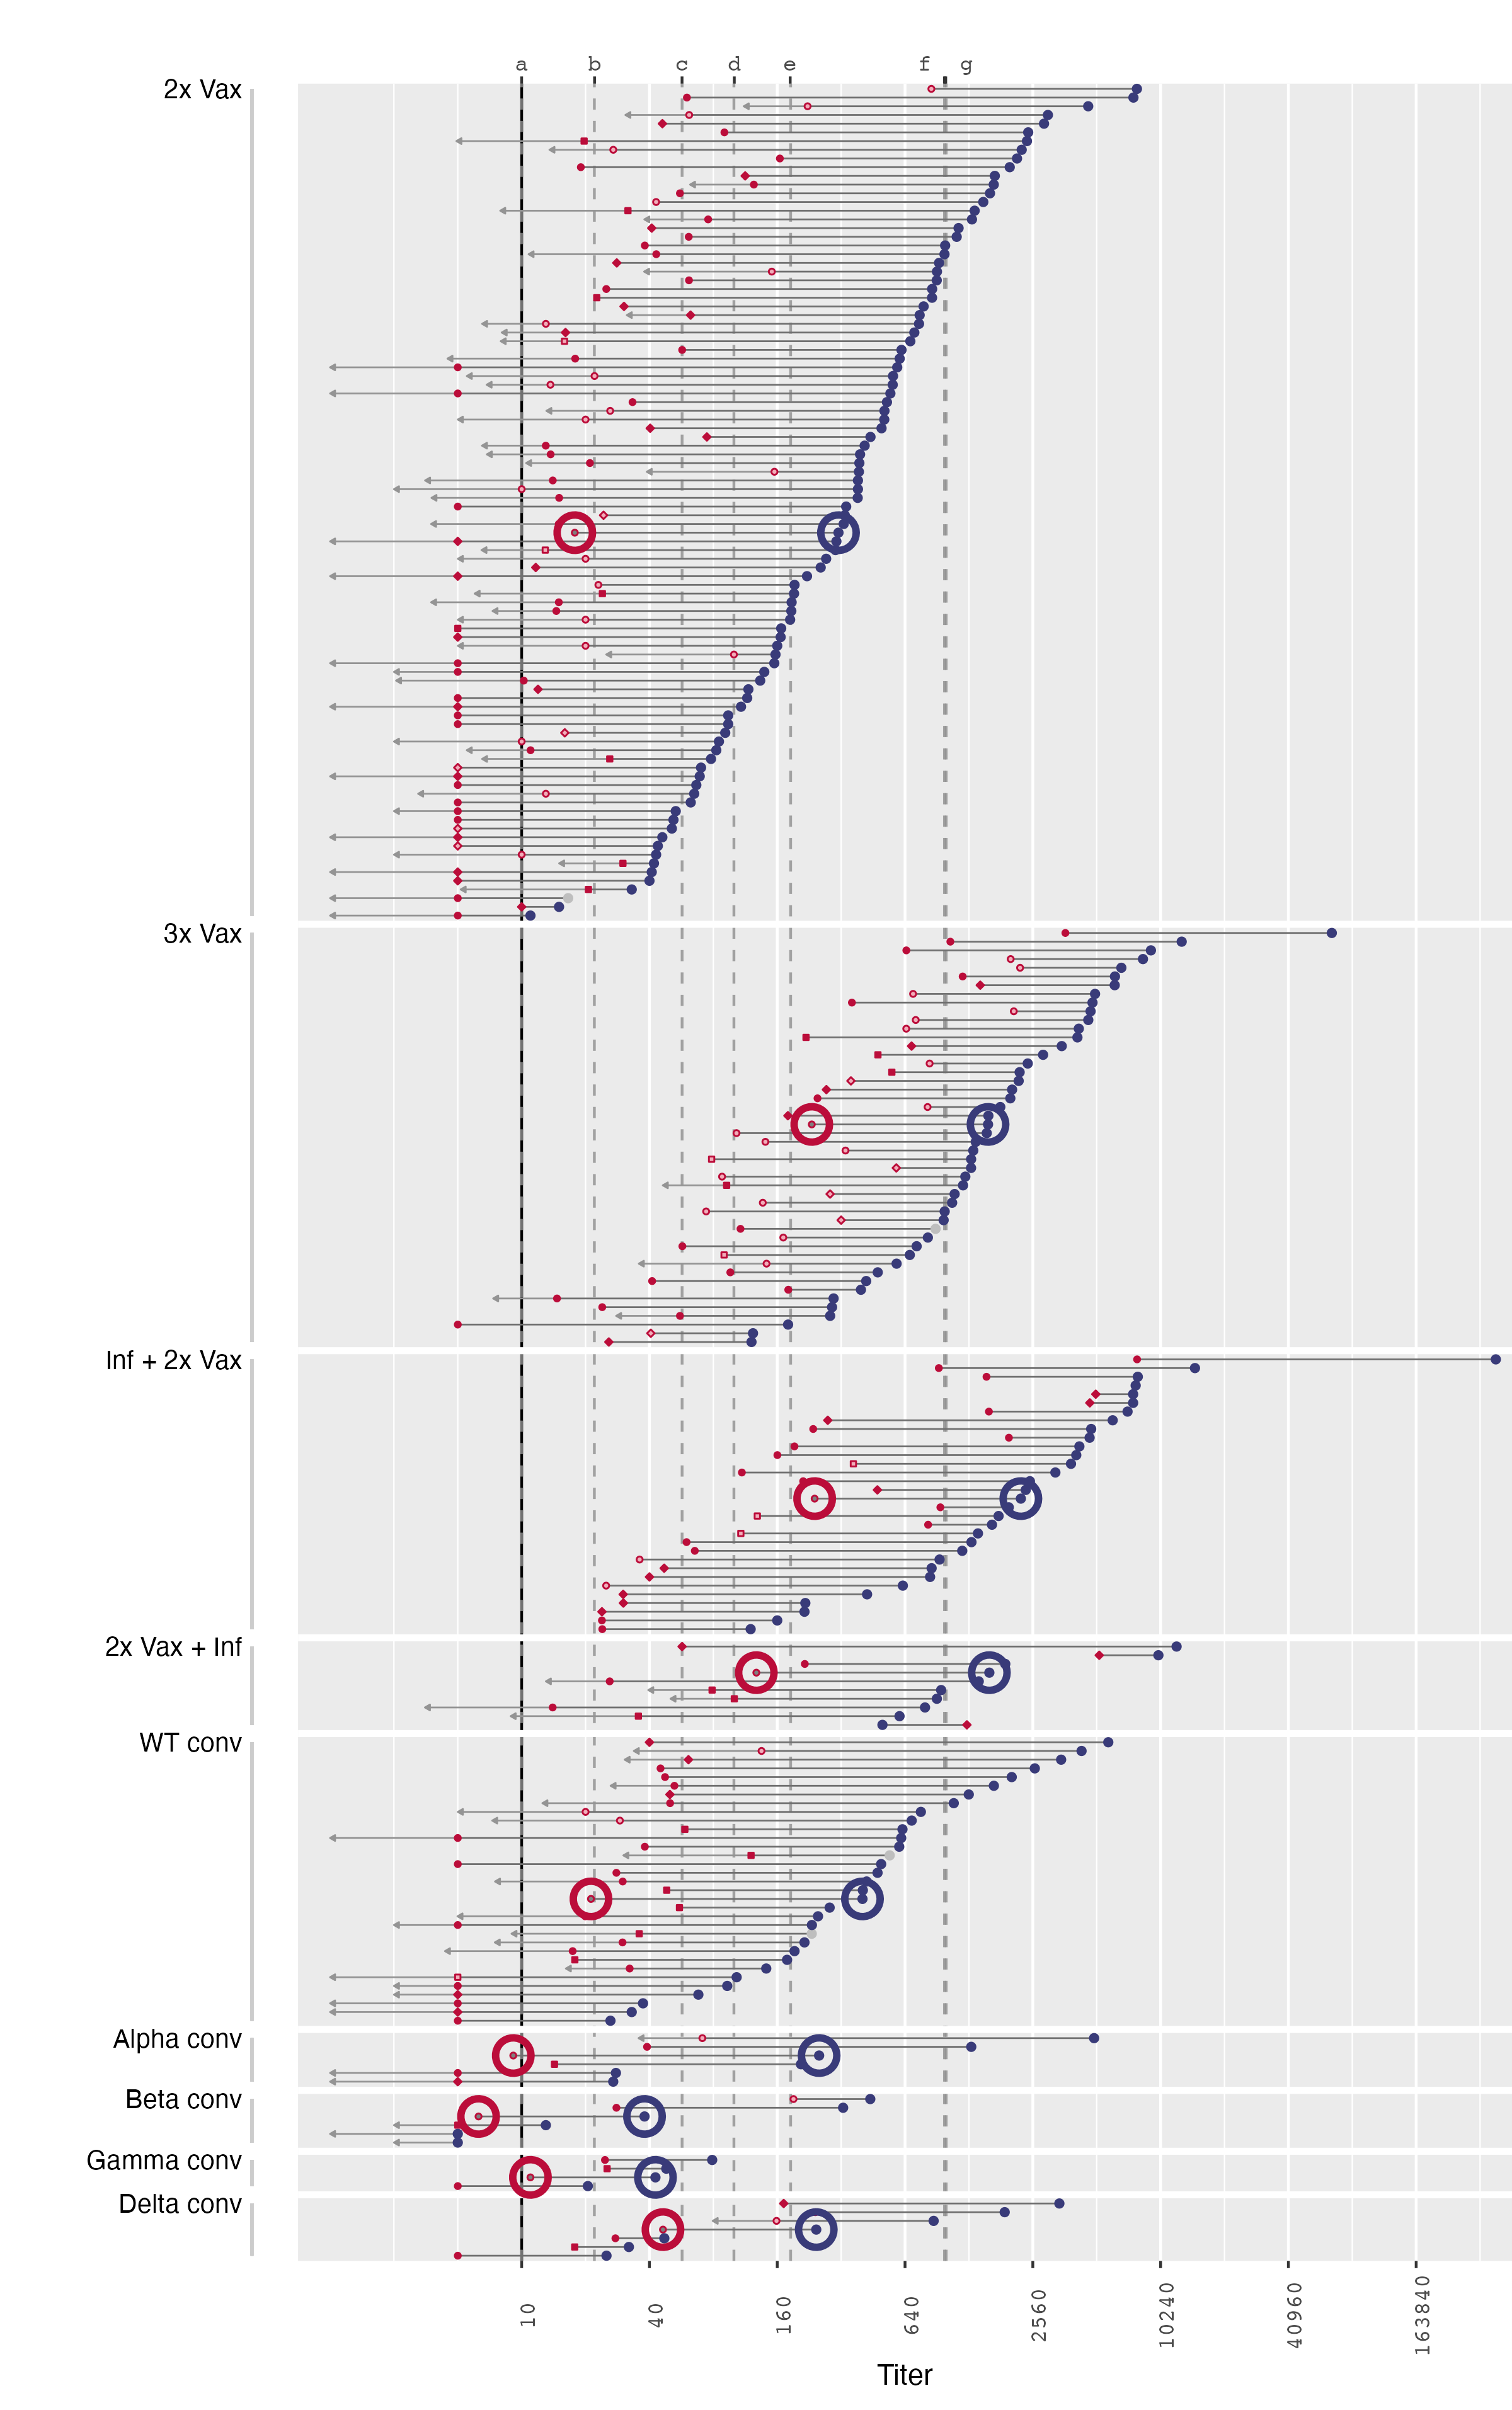 a b c d e f g
2x Vax
3x Vax
Inf + 2x Vax
2x Vax + Inf
WT conv
Alpha conv
Beta conv
Gamma conv
Delta conv
10 40 160 640 2560 10240 40960 163840
Titer